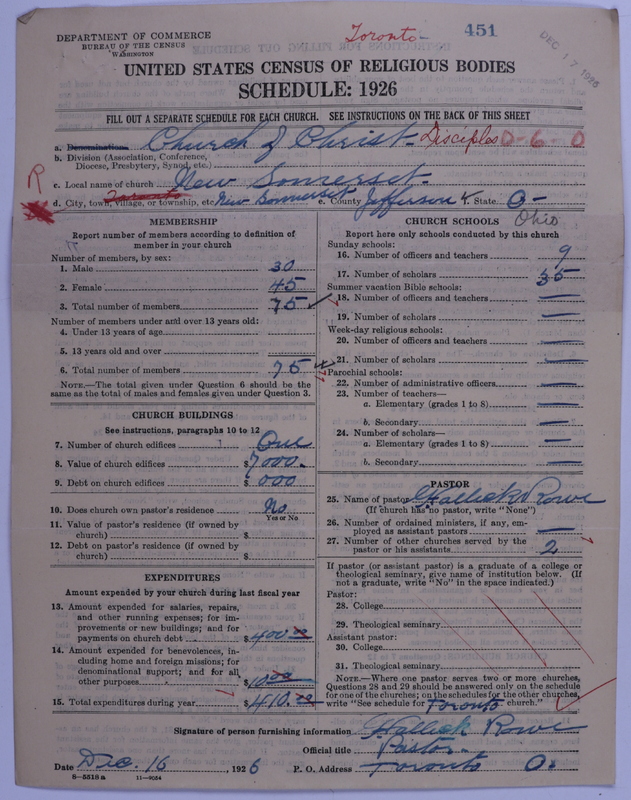 DEPARTMENT OF COMMERCE
BUREAU OF THE CENSUS
WASHINGTON
Toronto-
451
DEC 17 1926
UNITED STATES CENSUS OF RELIGIOUS BODIES
SCHEDULE: 1926
FILL OUT A SEPARATE SCHEDULE FOR EACH CHURCH. SEE INSTRUCTIONS ON THE BACK OF THIS SHEET
a. Denomination Church of Christ- Disciples 0-6-0
b. Division (Association, Conference, Diocese, Presbytery, Synod, etc.)
R
c. Local name of church New Somerset-
d. City, town, village, or township, etc. Toronto New Somerset e. County Jefferson f. State O-
Ohio
MEMBERSHIP
Report number of members according to definition of member in your church
Number of members, by sex:
1. Male 30
2. Female 45
3. Total number of members 75
Number of members under and over 13 years old:
4. Under 13 years of age
5. 13 years old and over
6. Total number of members 75
NOTE.—The total given under Question 6 should be the same as the total of males and females given under Question 3.
CHURCH BUILDINGS
See instructions, paragraphs 10 to 12
7. Number of church edifices One
8. Value of church edifices $7000.
9. Debt on church edifices $000
10. Does church own pastor's residence No
Yes or No
11. Value of pastor's residence (if owned by church) $
12. Debt on pastor's residence (if owned by church) $
EXPENDITURES
Amount expended by your church during last fiscal year
13. Amount expended for salaries, repairs, and other running expenses; for improvements or new buildings; and for payments on church debt $400.00
14. Amount expended for benevolences, including home and foreign missions; for denominational support; and for all other purposes $10.00
15. Total expenditures during year $410.00
CHURCH SCHOOLS
Report here only schools conducted by this church
Sunday schools:
16. Number of officers and teachers 9
17. Number of scholars 35
Summer vacation Bible schools:
18. Number of officers and teachers —
19. Number of scholars —
Week-day religious schools:
20. Number of officers and teachers —
21. Number of scholars —
Parochial schools:
22. Number of administrative officers —
23. Number of teachers—
a. Elementary (grades 1 to 8) —
b. Secondary —
24. Number of scholars—
a. Elementary (grades 1 to 8) —
b. Secondary —
PASTOR
25. Name of pastor G. Hallick Rowe
(If church has no pastor, write "None")
26. Number of ordained ministers, if any, employed as assistant pastors —
27. Number of other churches served by the pastor or his assistants 2
If pastor (or assistant pastor) is a graduate of a college or theological seminary, give name of institution below. (If not a graduate, write "No" in the space indicated.)
Pastor:
28. College
29. Theological seminary
Assistant pastor:
30. College
31. Theological seminary
NOTE.—Where one pastor serves two or more churches, Questions 28 and 29 should be answered only on the schedule for one of the churches; on the schedules for the other churches, write "See schedule for Toronto church."
Signature of person furnishing information Hallick Rowe
Official title Pastor-
Date Dec. 16, 1926 P. O. Address Toronto O.
8-5518 a 11-9054